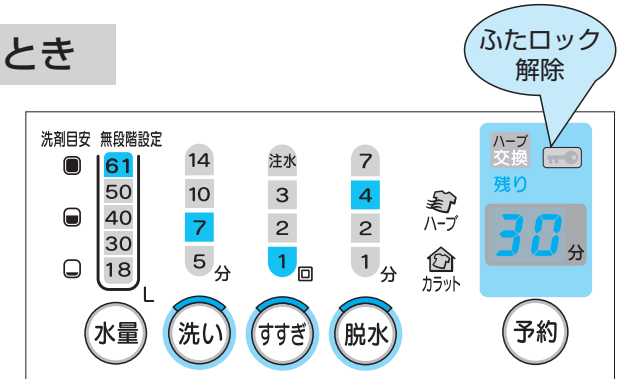 とき
ふたロック
解除
洗剤目安 無段階設定
61
50
40
30
18
L
14
10
7
5
分
注水
3
2
1
回
7
4
2
1
分
ハーブ
カラット
ハーブ
交換
残り
30
分
水量
洗い
すすぎ
脱水
予約